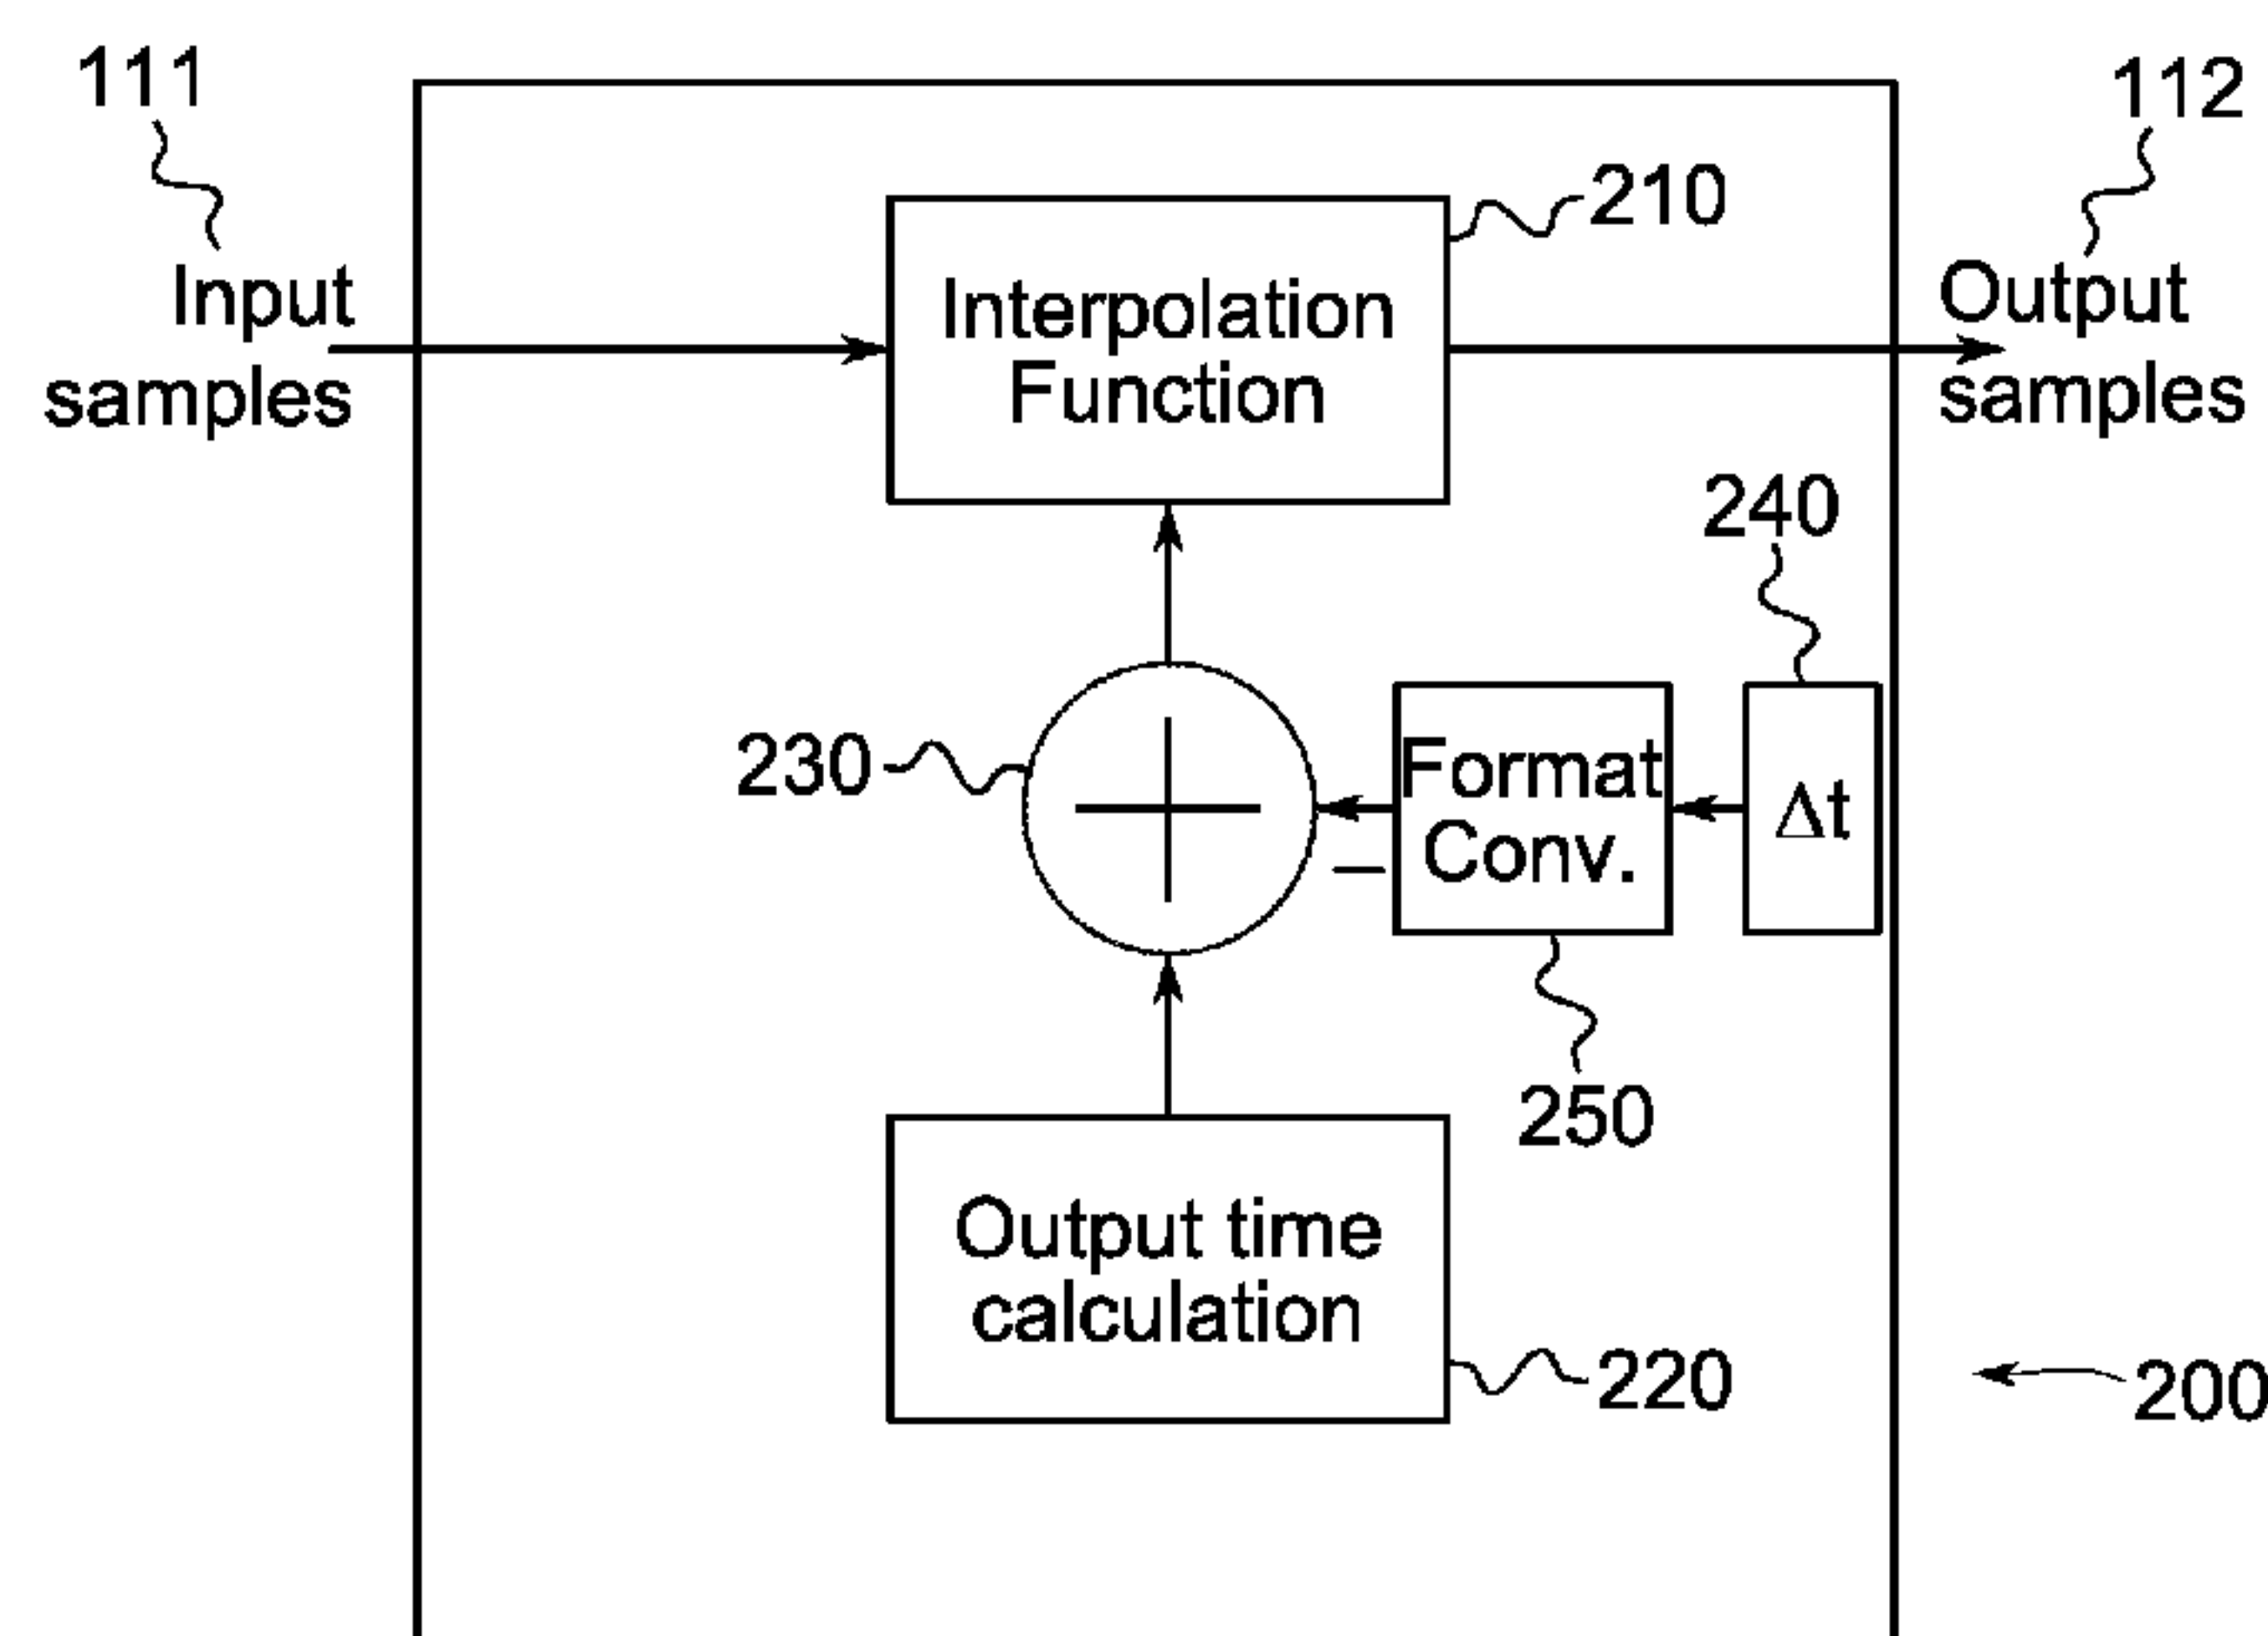 111
112
210
Input
samples
Interpolation
Function
Output
samples
240
230
Format
Conv.
Δt
–
250
Output time
calculation
220
200